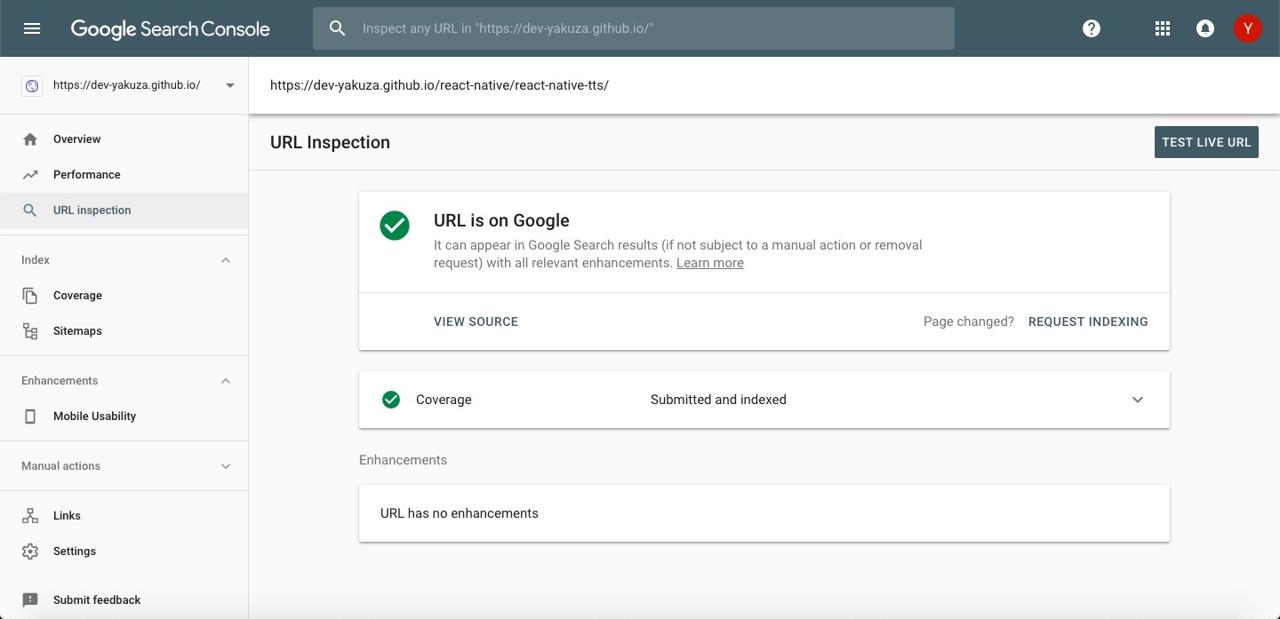 Google Search Console
Inspect any URL in "https://dev-yakuza.github.io/"
Y
https://dev-yakuza.github.io/
https://dev-yakuza.github.io/react-native/react-native-tts/
Overview
Performance
URL inspection
Index
Coverage
Sitemaps
Enhancements
Mobile Usability
Manual actions
Links
Settings
Submit feedback
URL Inspection
TEST LIVE URL
URL is on Google
It can appear in Google Search results (if not subject to a manual action or removal
request) with all relevant enhancements. Learn more
VIEW SOURCE
Page changed? REQUEST INDEXING
Coverage Submitted and indexed
Enhancements
URL has no enhancements